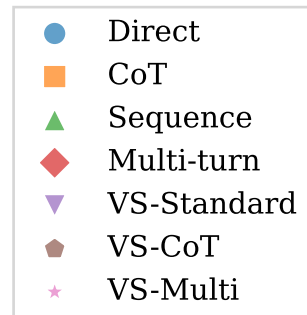 Direct
CoT
Sequence
Multi-turn
VS-Standard
VS-CoT
VS-Multi